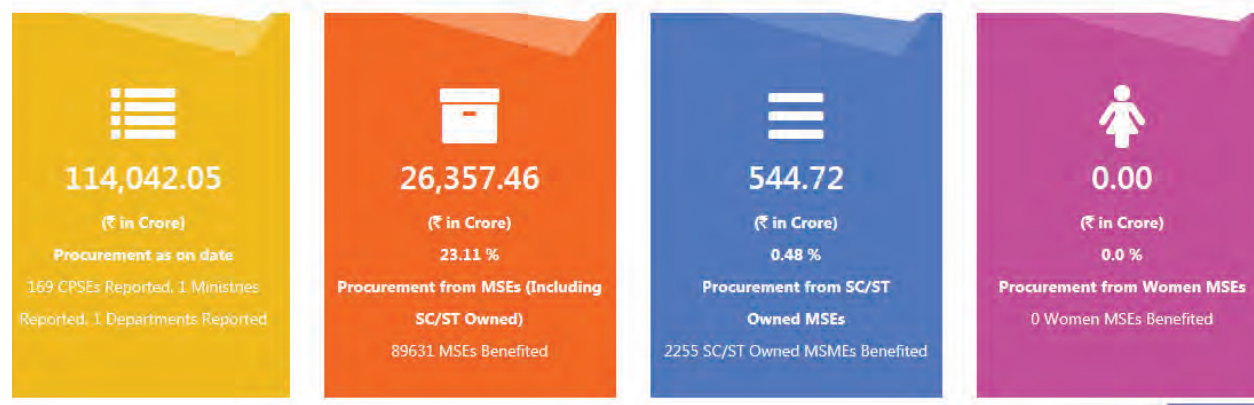 114,042.05
(₹ in Crore)
Procurement as on date
169 CPSEs Reported, 1 Ministries
Reported, 1 Departments Reported
26,357.46
(₹ in Crore)
23.11 %
Procurement from MSEs (Including
SC/ST Owned)
89631 MSEs Benefited
544.72
(₹ in Crore)
0.48 %
Procurement from SC/ST
Owned MSEs
2255 SC/ST Owned MSMEs Benefited
0.00
(₹ in Crore)
0.0 %
Procurement from Women MSEs
0 Women MSEs Benefited